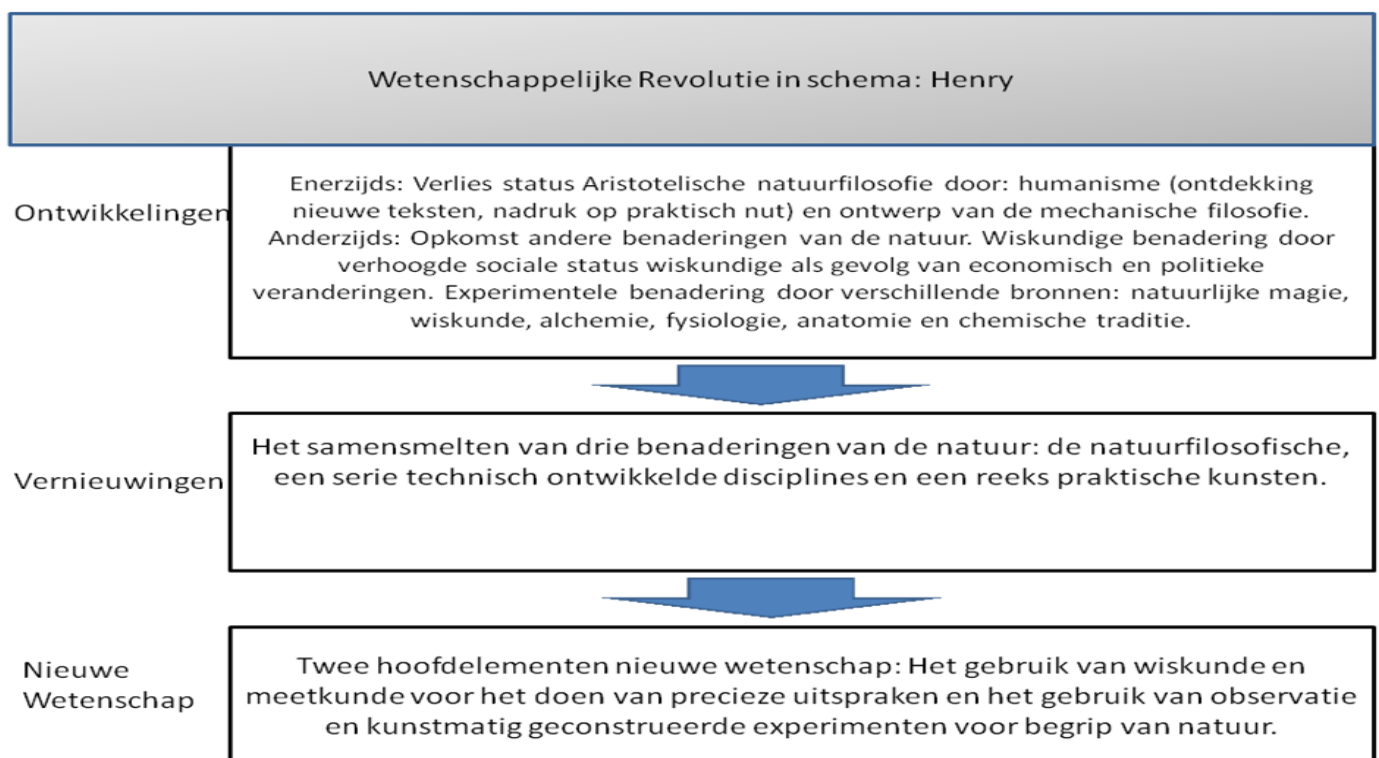 Wetenschappelijke Revolutie in schema: Henry
Ontwikkelingen
Enerzijds: Verlies status Aristotelische natuurfilosofie door: humanisme (ontdekking
nieuwe teksten, nadruk op praktisch nut) en ontwerp van de mechanische filosofie.
Anderzijds: Opkomst andere benaderingen van de natuur. Wiskundige benadering door
verhoogde sociale status wiskundige als gevolg van economisch en politieke
veranderingen. Experimentele benadering door verschillende bronnen: natuurlijke magie,
wiskunde, alchemie, fysiologie, anatomie en chemische traditie.
Vernieuwingen
Het samensmelten van drie benaderingen van de natuur: de natuurfilosofische,
een serie technisch ontwikkelde disciplines en een reeks praktische kunsten.
Nieuwe
Wetenschap
Twee hoofdelementen nieuwe wetenschap: Het gebruik van wiskunde en
meetkunde voor het doen van precieze uitspraken en het gebruik van observatie
en kunstmatig geconstrueerde experimenten voor begrip van natuur.